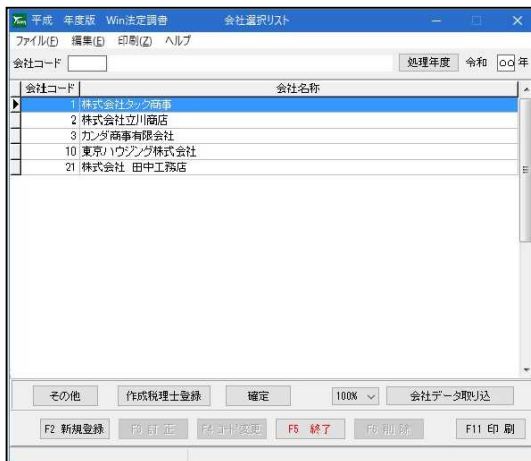 平成 年度版 Win法定調書 会社選択リスト
ファイル(F) 編集(E) 印刷(Z) ヘルプ
会社コード 処理年度 令和 ○○ 年
会社コード 会社名称
1 株式会社タック商事
2 株式会社立川商店
3 カンダ商事有限会社
10 東京ハウジング株式会社
21 株式会社 田中工務店
その他 作成税理士登録 確定 100% 会社データ取り込
F2 新規登録 F3 訂 正 F4 コード変更 F5 終了 F6 削 除 F11 印 刷